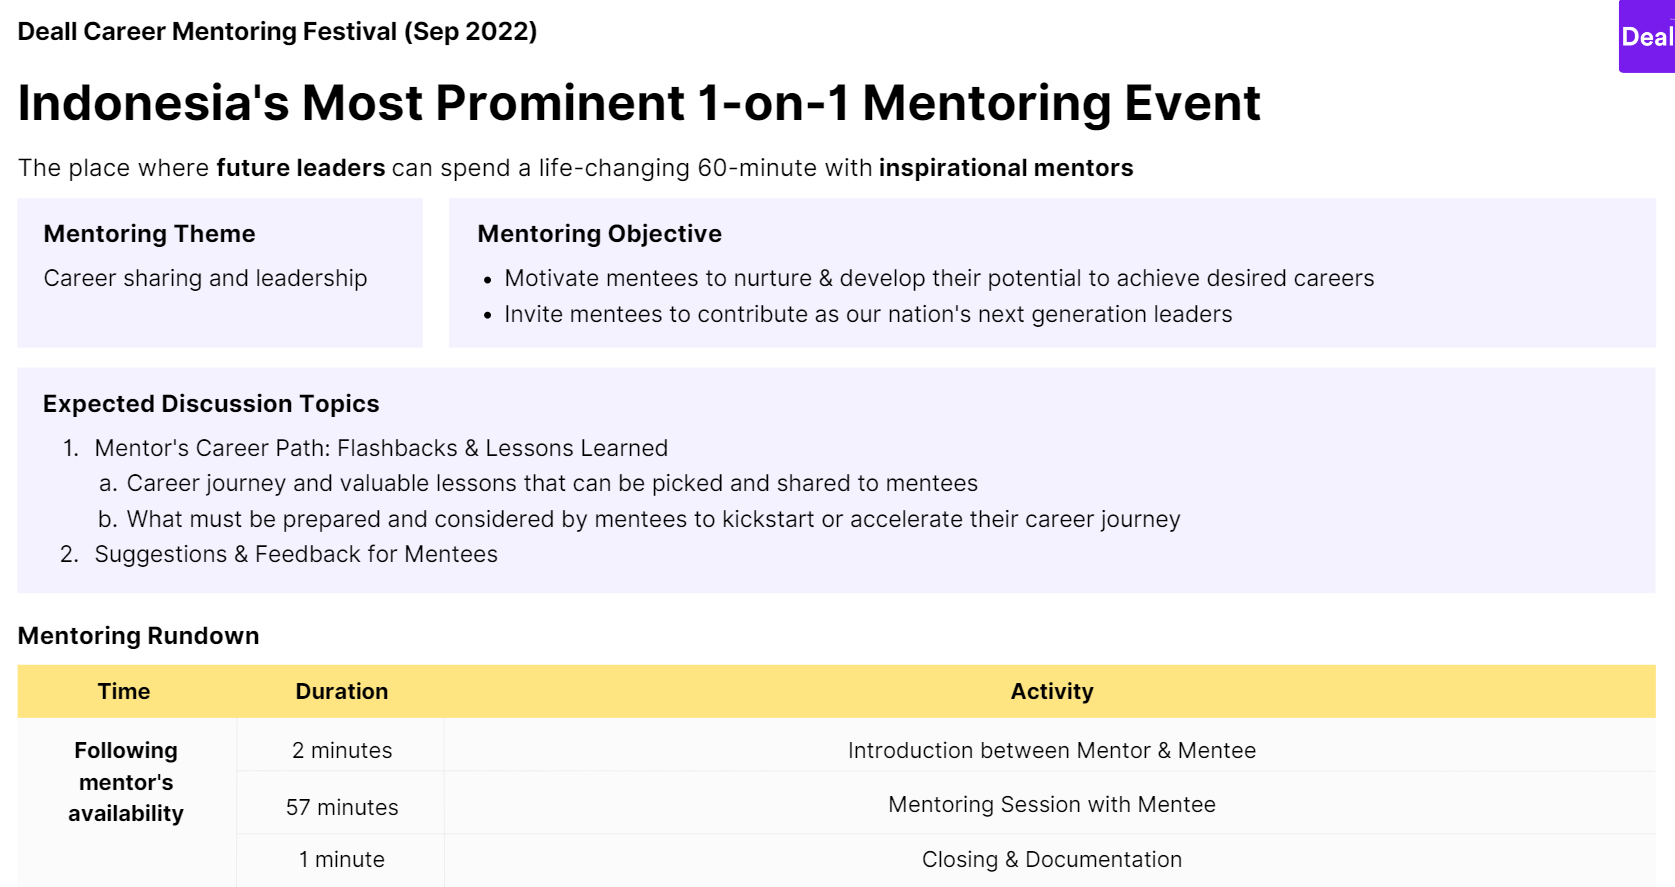 Deall Career Mentoring Festival (Sep 2022)
Deal
Indonesia's Most Prominent 1-on-1 Mentoring Event
The place where future leaders can spend a life-changing 60-minute with inspirational mentors
Mentoring Theme
Career sharing and leadership
Mentoring Objective
• Motivate mentees to nurture & develop their potential to achieve desired careers
• Invite mentees to contribute as our nation's next generation leaders
Expected Discussion Topics
1. Mentor's Career Path: Flashbacks & Lessons Learned
a. Career journey and valuable lessons that can be picked and shared to mentees
b. What must be prepared and considered by mentees to kickstart or accelerate their career journey
2. Suggestions & Feedback for Mentees
Mentoring Rundown
Time Duration Activity
Following
mentor's
availability
2 minutes Introduction between Mentor & Mentee
57 minutes Mentoring Session with Mentee
1 minute Closing & Documentation